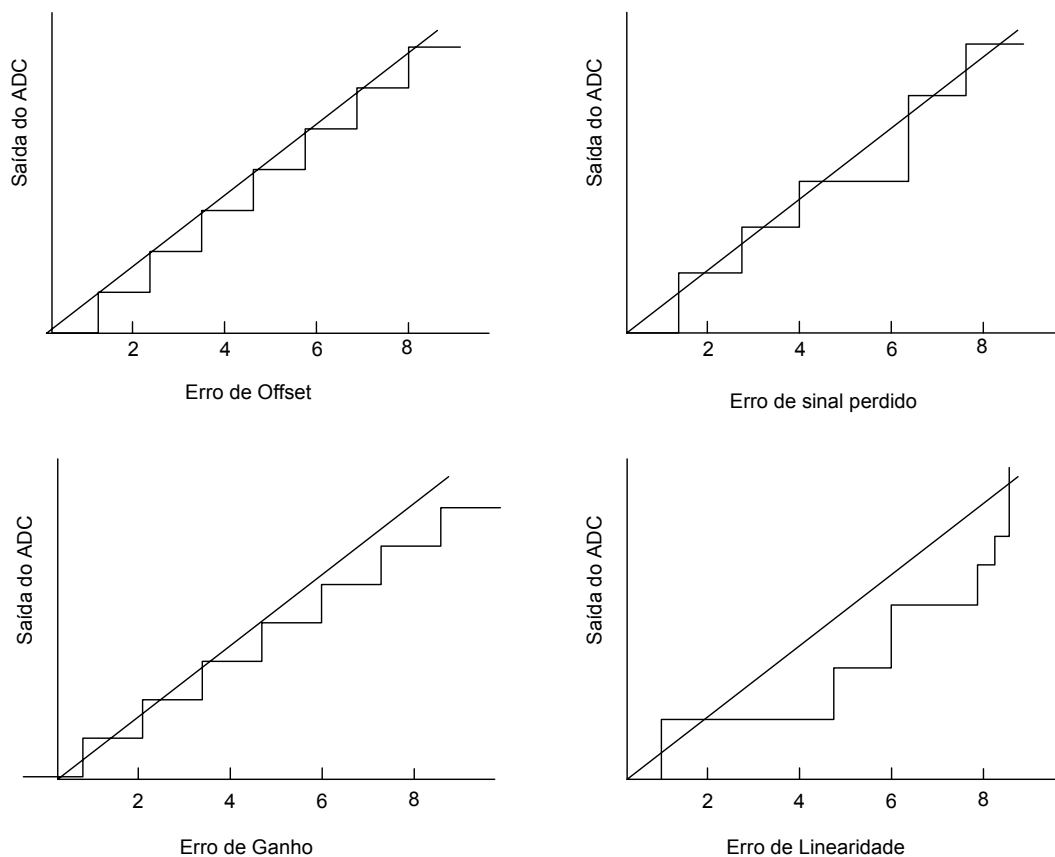 Saída do ADC
2 4 6 8
Erro de Offset
Saída do ADC
2 4 6 8
Erro de sinal perdido
Saída do ADC
2 4 6 8
Erro de Ganho
Saída do ADC
2 4 6 8
Erro de Linearidade